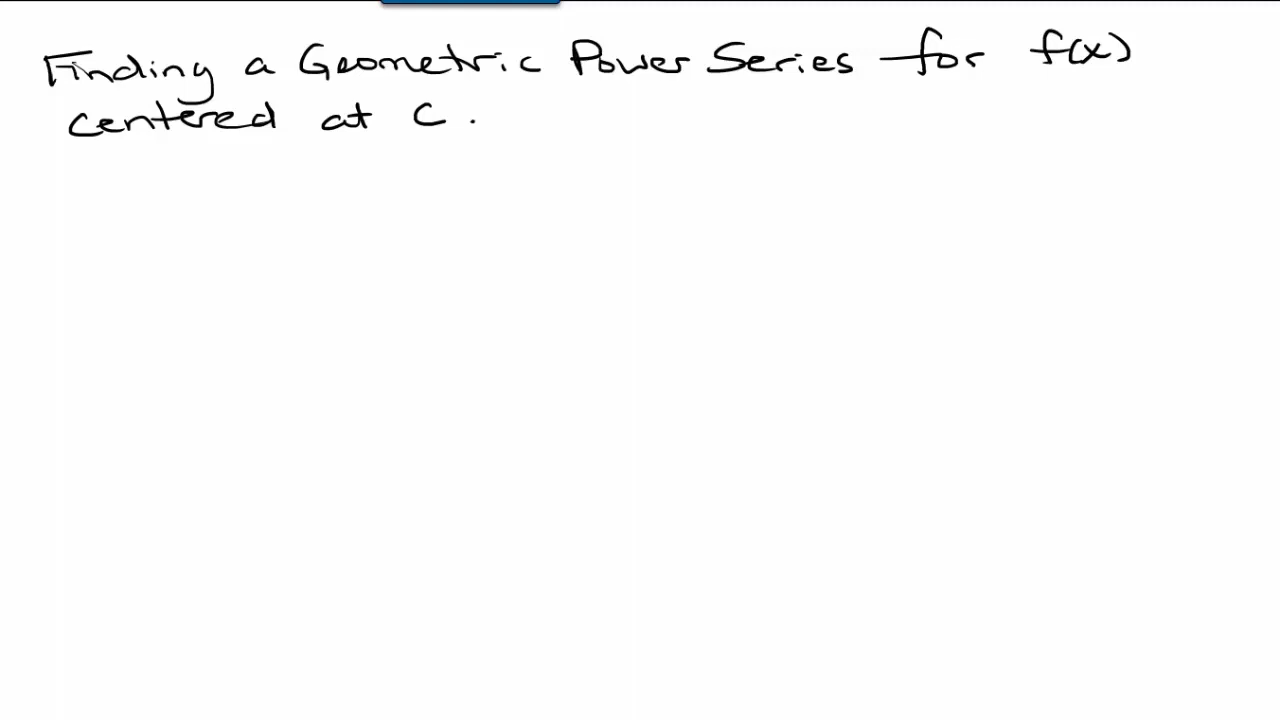 Finding a Geometric Power Series for f(x)
centered at c.